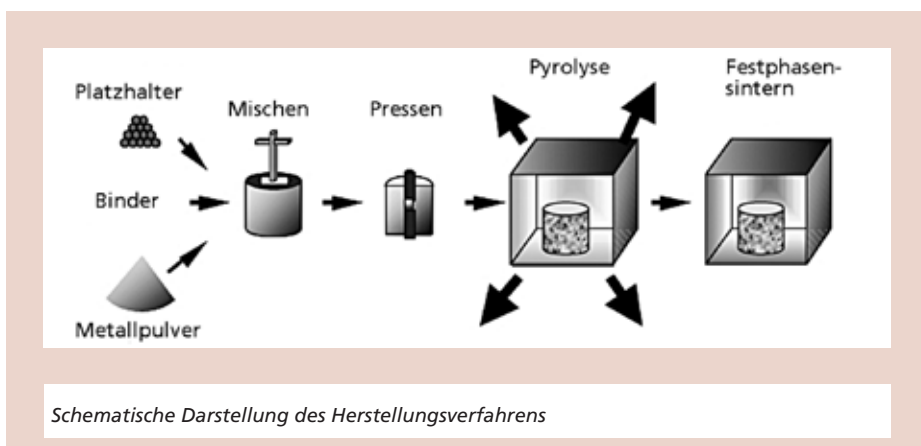 Platzhalter
Binder
Metallpulver
Mischen
Pressen
Pyrolyse
Festphasen-
sintern
Schematische Darstellung des Herstellungsverfahrens